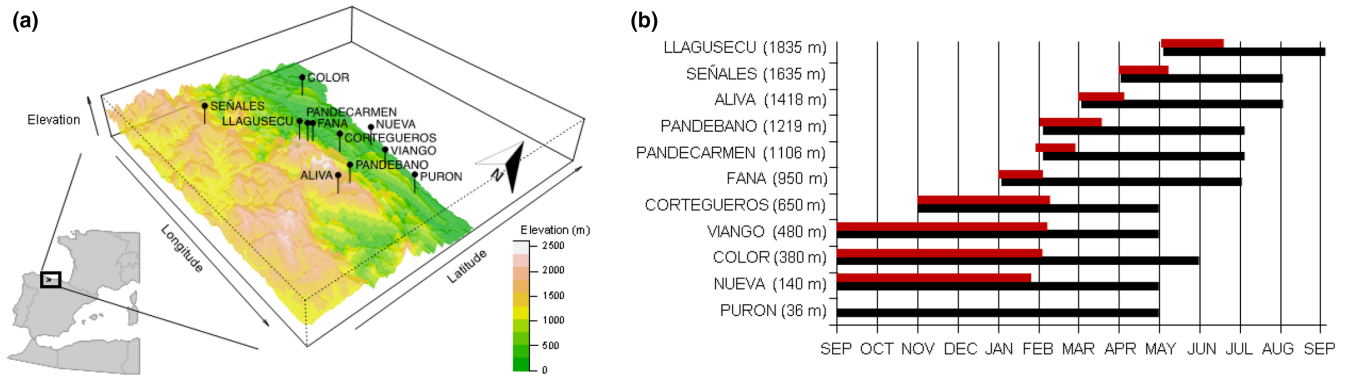 (a)
COLOR
SEÑALES
PANDECARMEN
LLAGUSECU
FANA
NUEVA
CORTEGUEROS
VIANGO
PANDEBANO
ALIVA
PURON
Elevation
N
Longitude
Latitude
Elevation (m)
2500
2000
1500
1000
500
0
(b)
LLAGUSECU (1835 m)
SEÑALES (1635 m)
ALIVA (1418 m)
PANDEBANO (1219 m)
PANDECARMEN (1106 m)
FANA (950 m)
CORTEGUEROS (650 m)
VIANGO (480 m)
COLOR (380 m)
NUEVA (140 m)
PURON (36 m)
SEP OCT NOV DEC JAN FEB MAR APR MAY JUN JUL AUG SEP